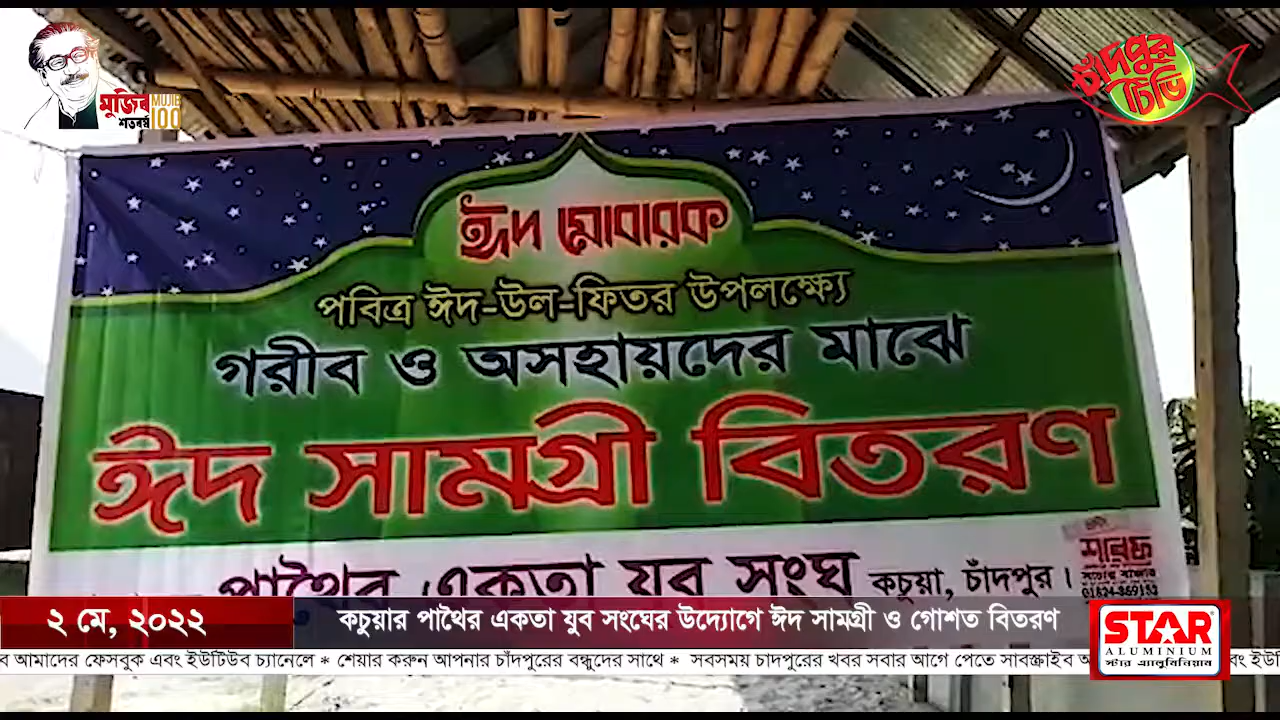 মুজিব MUJIB
শতবর্ষ 100
চাঁদপুর
টিভি
ঈদ মোবারক
পবিত্র ঈদ-উল-ফিতর উপলক্ষ্যে
গরীব ও অসহায়দের মাঝে
ঈদ সামগ্রী বিতরণ
পাথৈর একতা যুব সংঘ কচুয়া, চাঁদপুর।
২ মে, ২০২২
কচুয়ার পাথৈর একতা যুব সংঘের উদ্যোগে ঈদ সামগ্রী ও গোশত বিতরণ
STAR
ALUMINIUM
স্টার এ্যালুবিনিয়াব
ব আমাদের ফেসবুক এবং ইউটিউব চ্যানেলে * শেয়ার করুন আপনার চাঁদপুরের বন্ধুদের সাথে * সবসময় চাদপুরের খবর সবার আগে পেতে সাবস্ক্রাইব